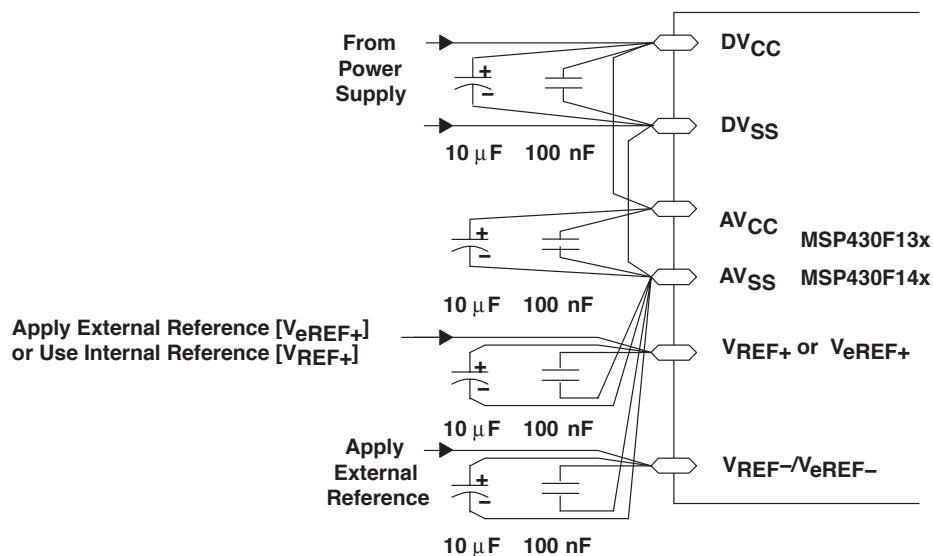 From
Power
Supply
+
−
DVCC
DVSS
10 μF 100 nF
+
−
AVCC
MSP430F13x
AVSS MSP430F14x
10 μF 100 nF
Apply External Reference [VeREF+]
or Use Internal Reference [VREF+]
+
−
VREF+ or VeREF+
10 μF 100 nF
Apply
External
Reference
+
−
VREF−/VeREF−
10 μF 100 nF